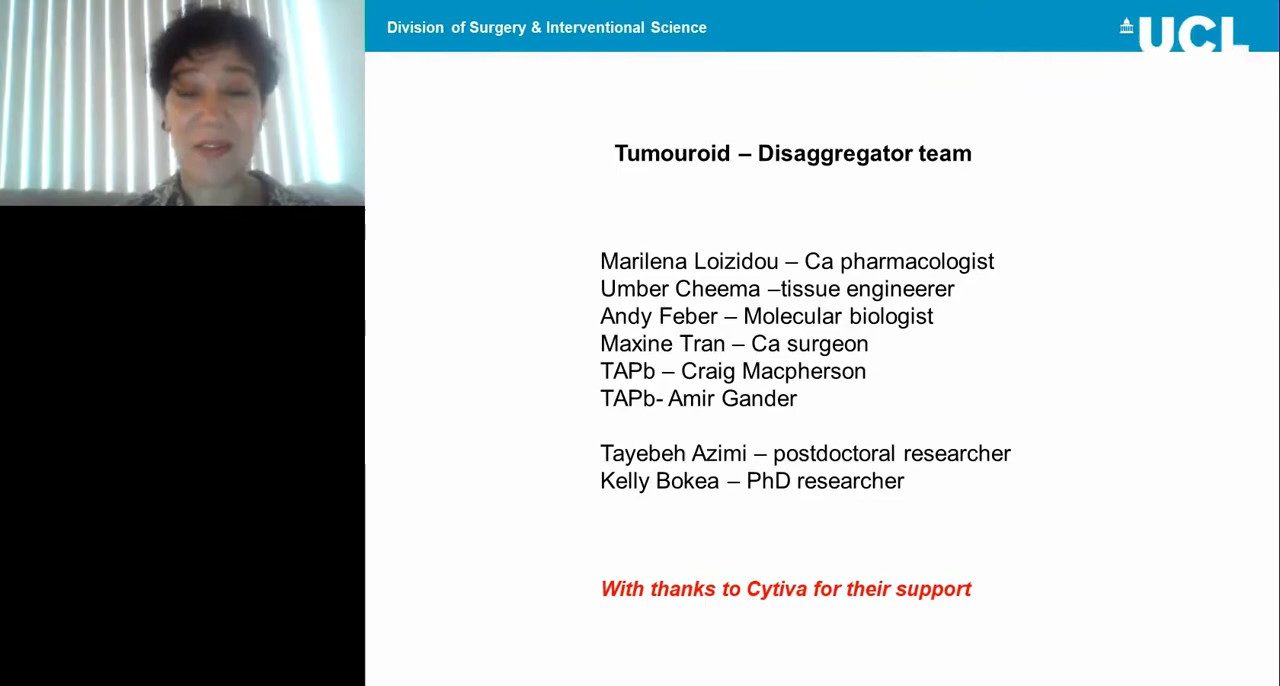 Division of Surgery & Interventional Science
UCL
Tumouroid – Disaggregator team
Marilena Loizidou – Ca pharmacologist
Umber Cheema –tissue engineerer
Andy Feber – Molecular biologist
Maxine Tran – Ca surgeon
TAPb – Craig Macpherson
TAPb- Amir Gander
Tayebeh Azimi – postdoctoral researcher
Kelly Bokea – PhD researcher
With thanks to Cytiva for their support